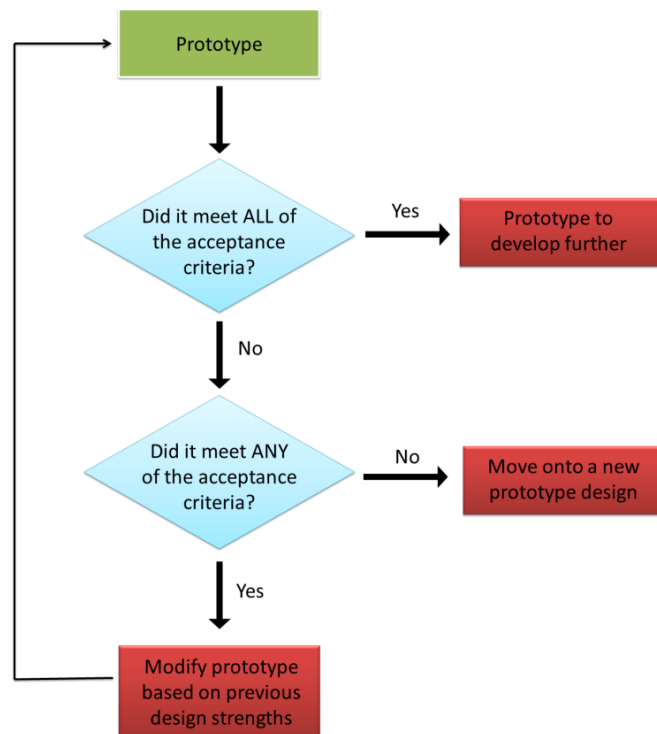 Prototype
Did it meet ALL of
the acceptance
criteria?
Yes
Prototype to
develop further
No
Did it meet ANY
of the acceptance
criteria?
No
Move onto a new
prototype design
Yes
Modify prototype
based on previous
design strengths